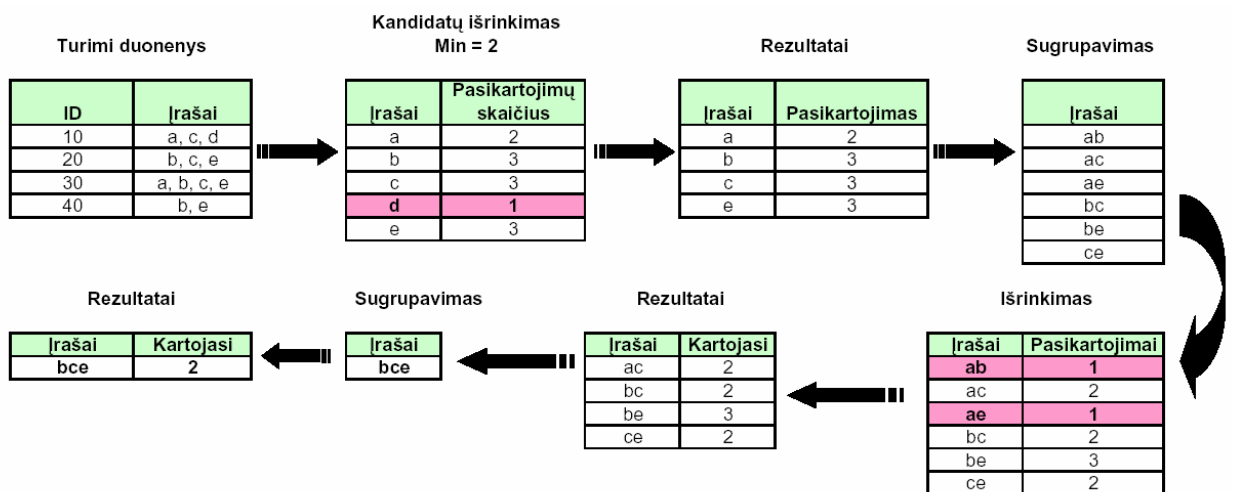 Kandidatų išrinkimas
Turimi duonenys Min = 2 Rezultatai Sugrupavimas
ID Įrašai
10 a, c, d
20 b, c, e
30 a, b, c, e
40 b, e
Įrašai Pasikartojimų skaičius
a 2
b 3
c 3
d 1
e 3
Įrašai Pasikartojimas
a 2
b 3
c 3
e 3
Įrašai
ab
ac
ae
bc
be
ce
Rezultatai Sugrupavimas Rezultatai Išrinkimas
Įrašai Kartojasi
bce 2
Įrašai
bce
Įrašai Kartojasi
ac 2
bc 2
be 3
ce 2
Įrašai Pasikartojimai
ab 1
ac 2
ae 1
bc 2
be 3
ce 2